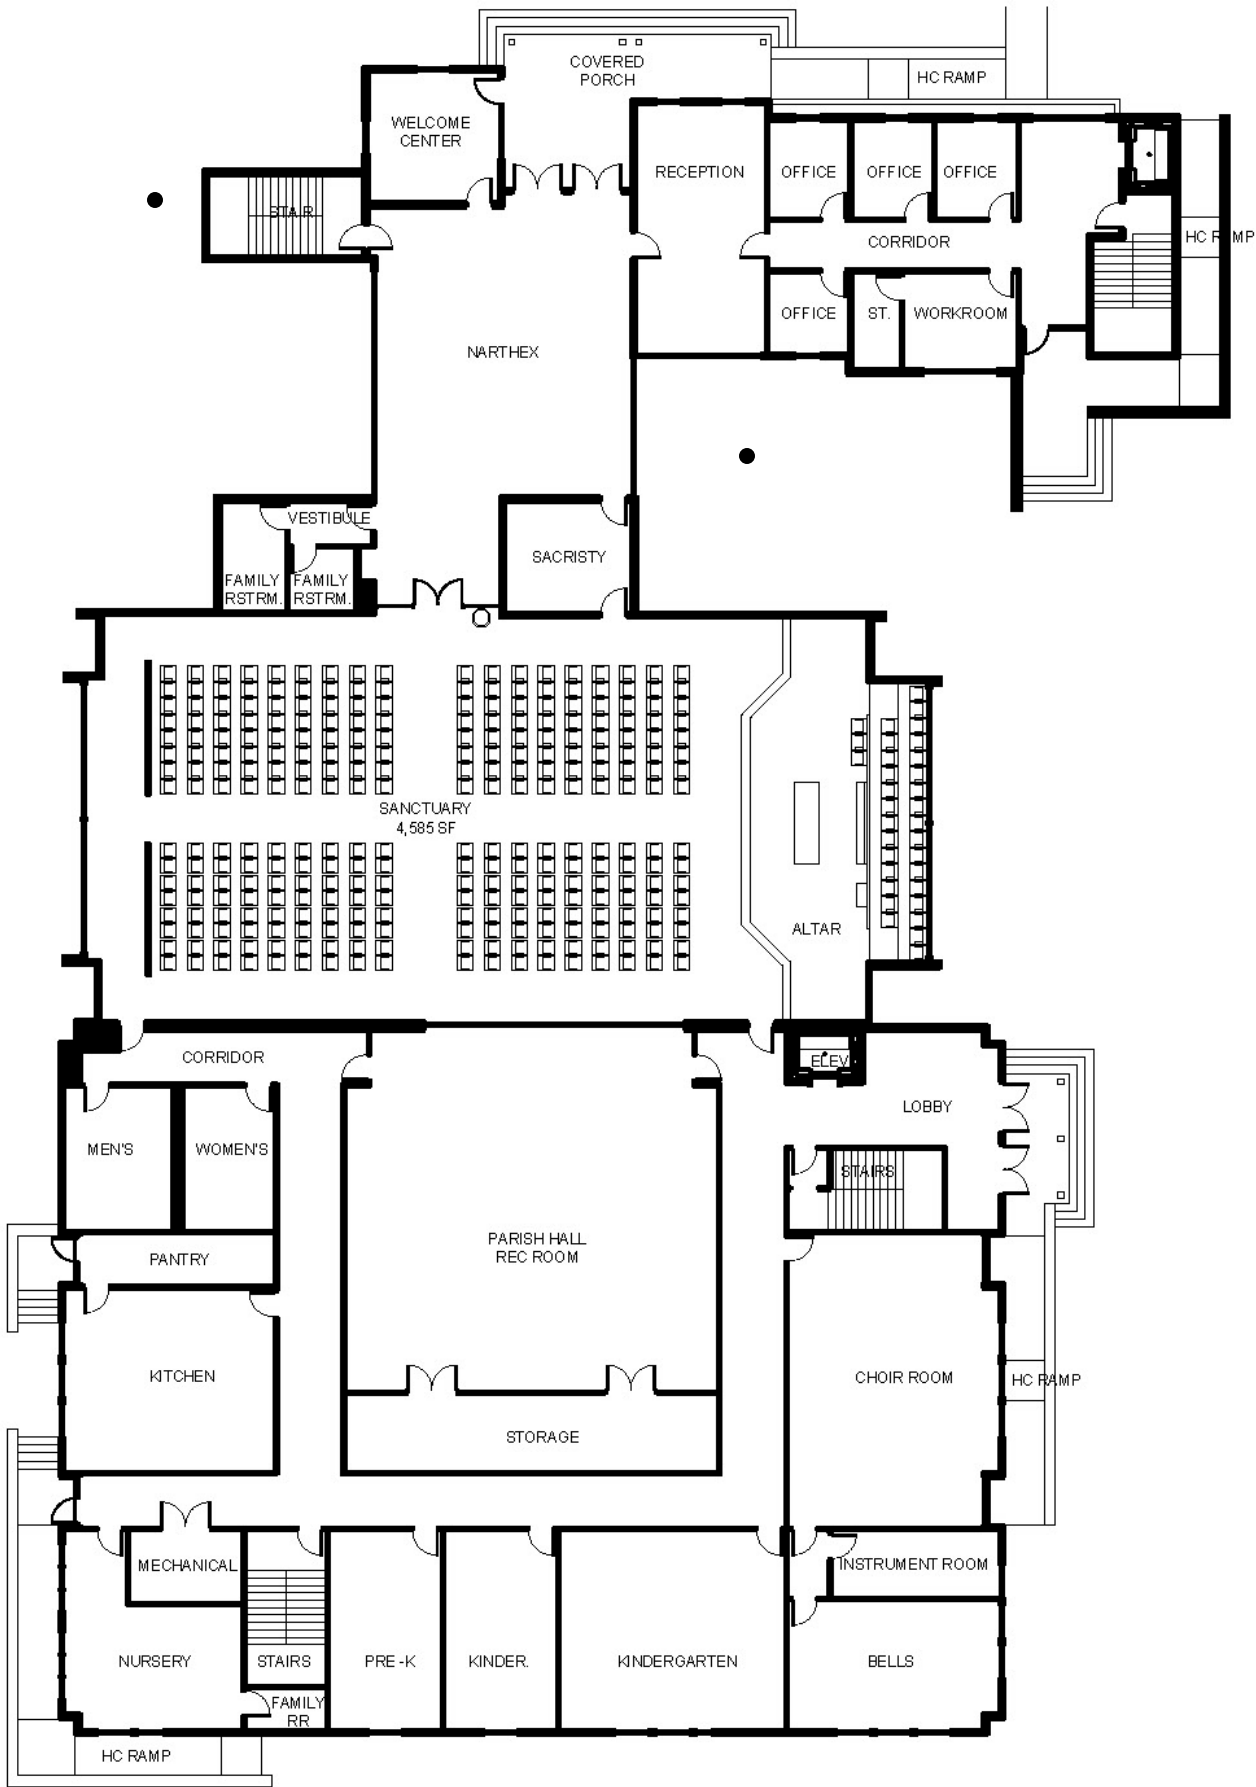 COVERED
PORCH
HC RAMP
WELCOME
CENTER
RECEPTION
OFFICE
OFFICE
OFFICE
STAIR
CORRIDOR
HC RAMP
OFFICE
ST.
WORKROOM
NARTHEX
VESTIBULE
SACRISTY
FAMILY
RSTRM.
FAMILY
RSTRM.
SANCTUARY
4,585 SF
ALTAR
CORRIDOR
ELEV
LOBBY
MEN'S
WOMEN'S
STAIRS
PARISH HALL
REC ROOM
PANTRY
KITCHEN
CHOIR ROOM
HC RAMP
STORAGE
MECHANICAL
INSTRUMENT ROOM
NURSERY
STAIRS
PRE-K
KINDER.
KINDERGARTEN
BELLS
FAMILY
RR
HC RAMP